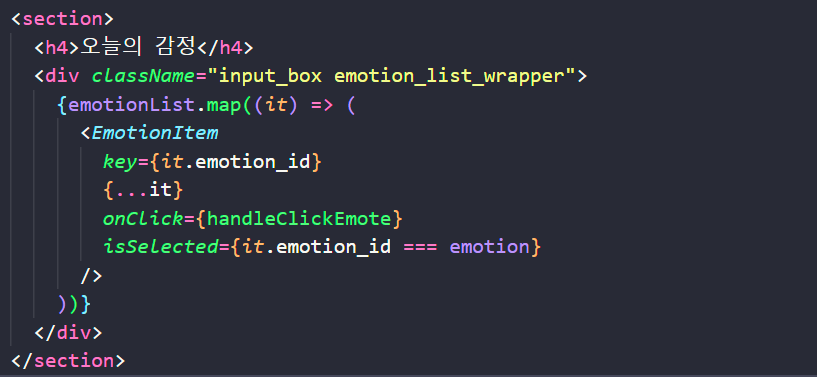 <section>
<h4>오늘의 감정</h4>
<div className="input_box emotion_list_wrapper">
{emotionList.map((it) => (
<EmotionItem
key={it.emotion_id}
{...it}
onClick={handleClickEmote}
isSelected={it.emotion_id === emotion}
/>
))}
</div>
</section>